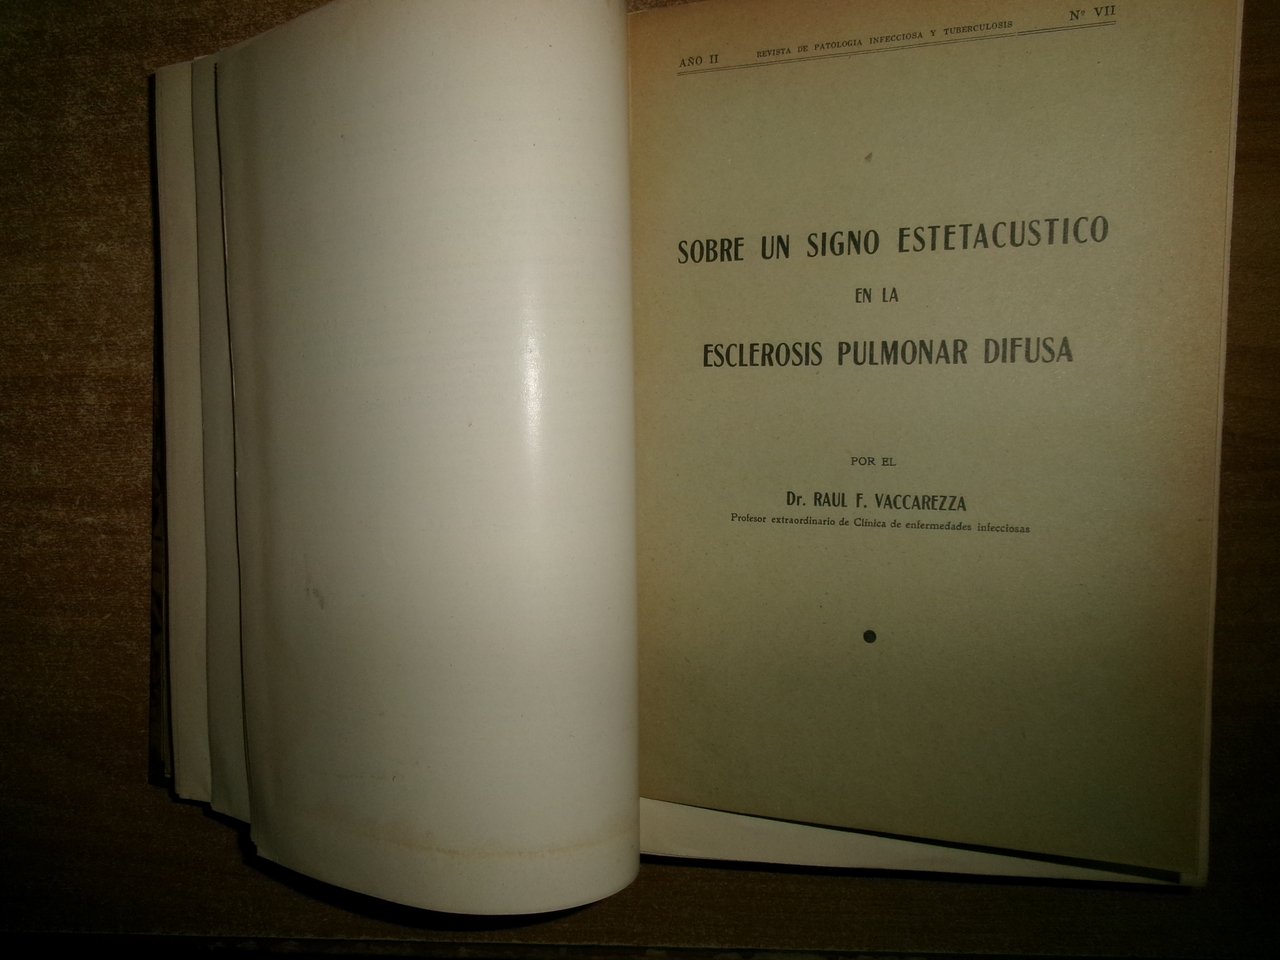 AÑO II REVISTA DE PATOLOGIA INFECCIOSA Y TUBERCULOSIS Nº VII
SOBRE UN SIGNO ESTETACUSTICO
EN LA
ESCLEROSIS PULMONAR DIFUSA
POR EL
Dr. RAUL F. VACCAREZZA
Profesor extraordinario de Clínica de enfermedades infecciosas